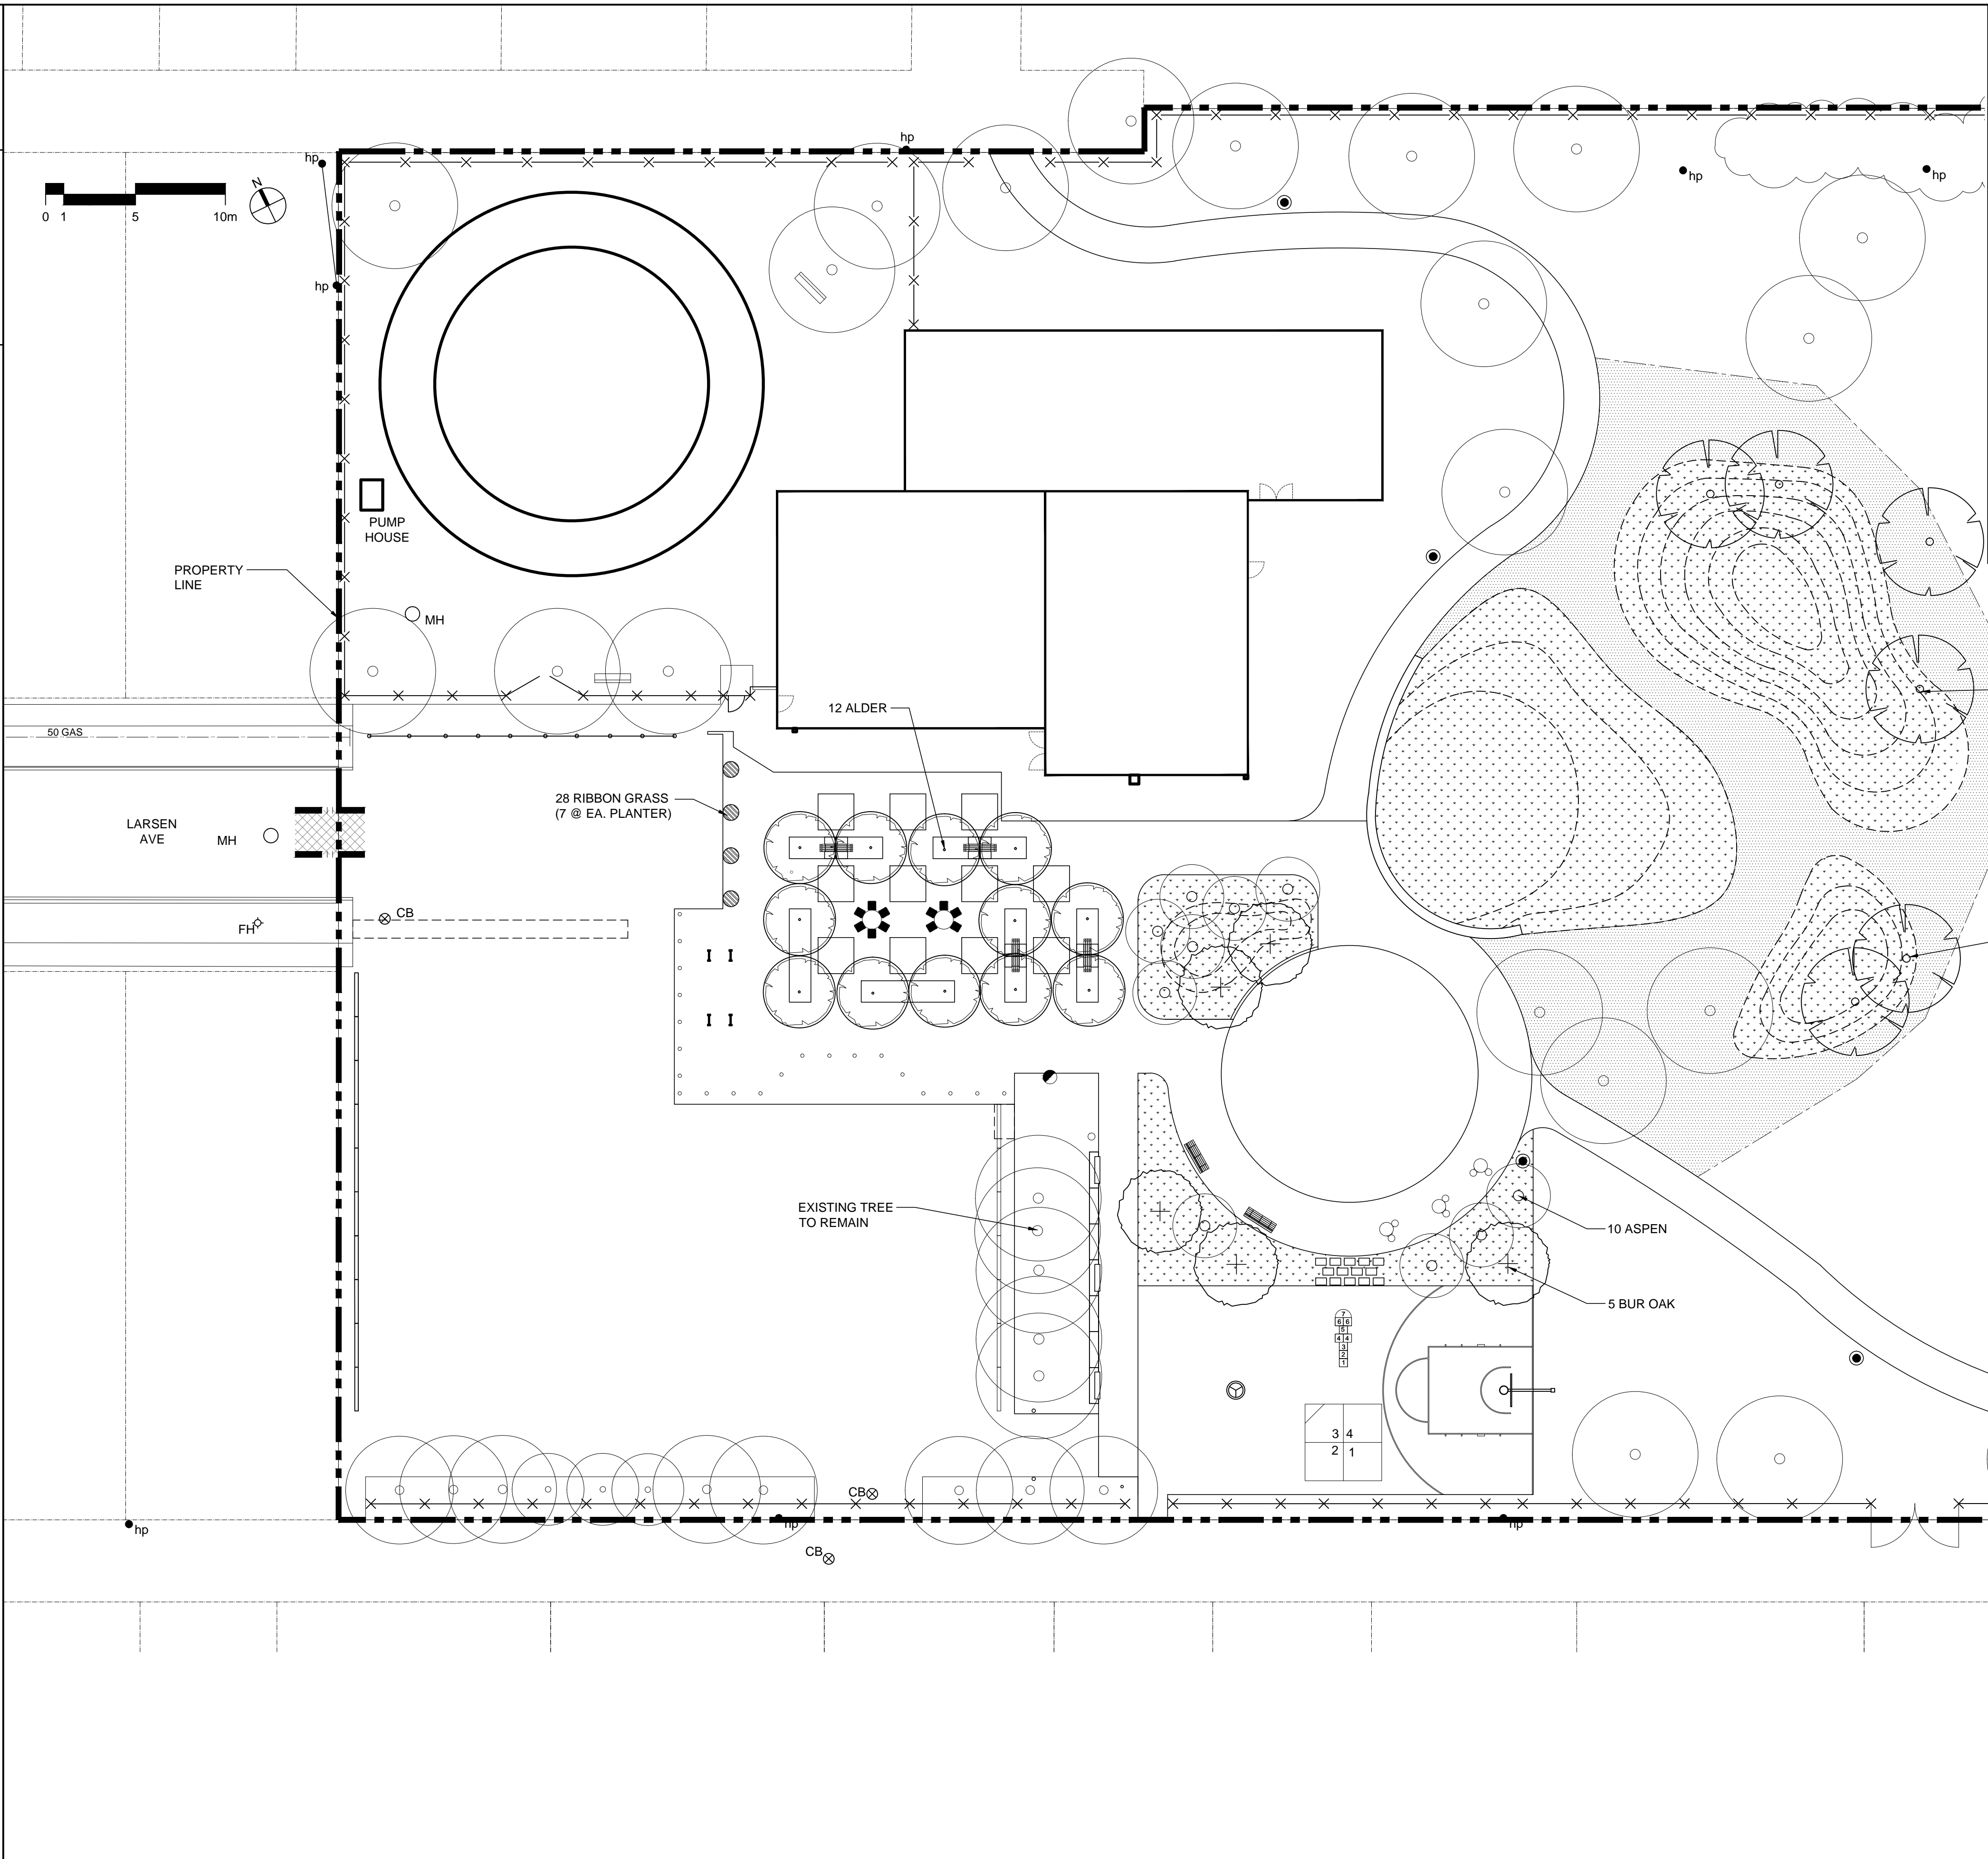 hp
hp
hp
hp
hp
N
0 1 5 10m
PUMP
HOUSE
PROPERTY
LINE
MH
50 GAS
12 ALDER
28 RIBBON GRASS
(7 @ EA. PLANTER)
LARSEN
AVE
MH
CB
FH
EXISTING TREE
TO REMAIN
10 ASPEN
5 BUR OAK
7
6 6
5
4 4
3
2
1
3 4
2 1
CB
hp
hp
hp
CB